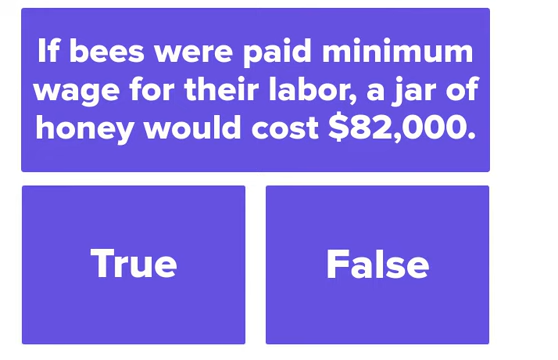 If bees were paid minimum
wage for their labor, a jar of
honey would cost $82,000.
True
False